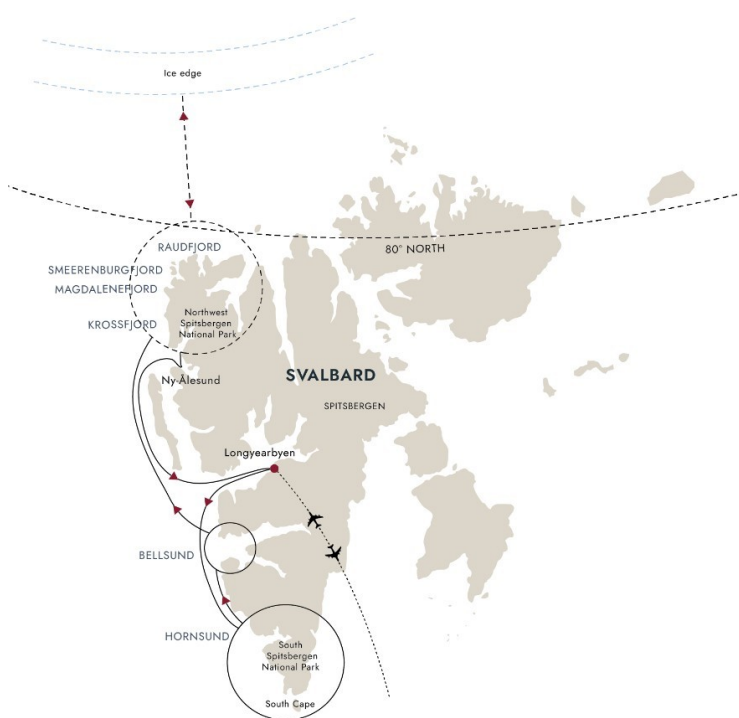 Ice edge
RAUDFJORD
80° NORTH
SMEERENBURGFJORD
MAGDALENEFJORD
KROSSFJORD
Northwest
Spitsbergen
National Park
Ny-Ålesund
SVALBARD
SPITSBERGEN
Longyearbyen
BELLSUND
HORNSUND
South
Spitsbergen
National Park
South Cape